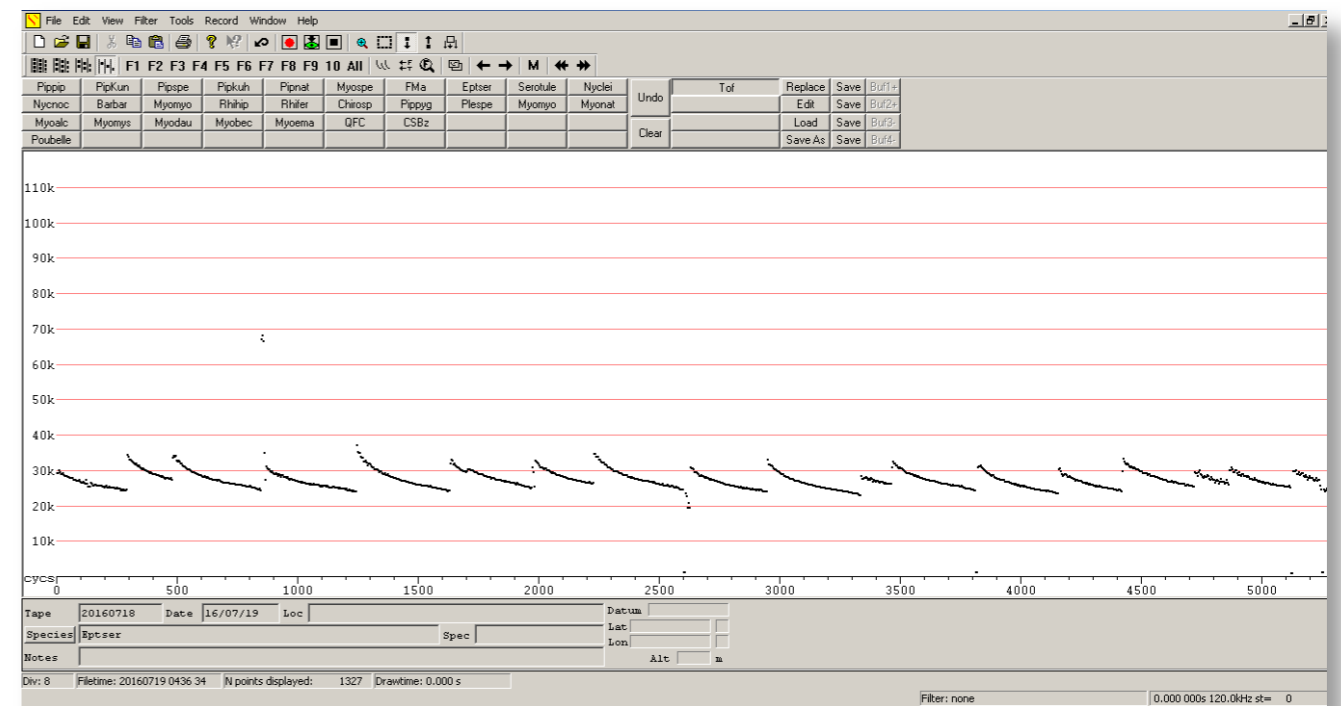 File Edit View Filter Tools Record Window Help
F1 F2 F3 F4 F5 F6 F7 F8 F9 10 All M
Pippip PipKun Pipspe Pipkuh Pipnat Myospe FMa Eptser Serotule Nyclei Undo Tof Replace Save Buf1+
Nycnoc Barbar Myomyo Rhihip Rhifer Chirosp Pippyg Plespe Myomyo Myonat Edit Save Buf2+
Myoalc Myomys Myodau Myobec Myoema QFC CSBz Clear Load Save Buf3-
Poubelle Save As Save Buf4-
110k
100k
90k
80k
70k
60k
50k
40k
30k
20k
10k
cycs
0 500 1000 1500 2000 2500 3000 3500 4000 4500 5000
Tape 20160718 Date 16/07/19 Loc Datum
Species Eptser Spec Lat
Lon
Notes Alt m
Div: 8 Filetime: 20160719 0436 34 N points displayed: 1327 Drawtime: 0.000 s
Filter: none 0.000 000s 120.0kHz st= 0